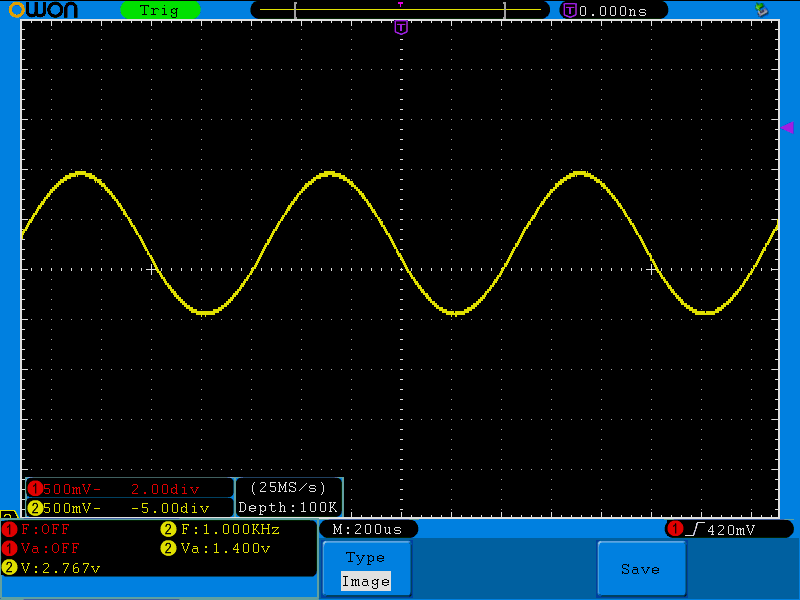 OWON Trig T 0.000ns
T
1 500mV- 2.00div (25MS/s)
2 500mV- -5.00div Depth:100K
1 F:OFF 2 F:1.000KHz M:200us 1 420mV
1 Va:OFF 2 Va:1.400v
2 V:2.767v
Type
Image
Save